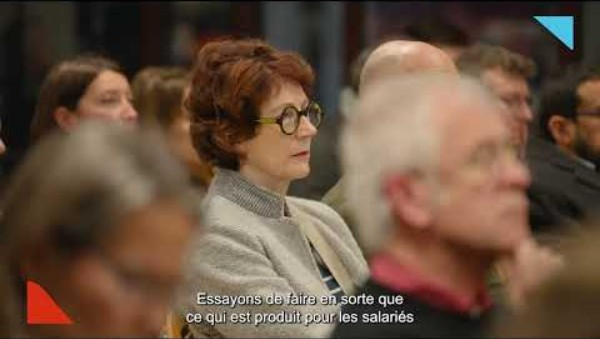 Essayons de faire en sorte que
ce qui est produit pour les salariés